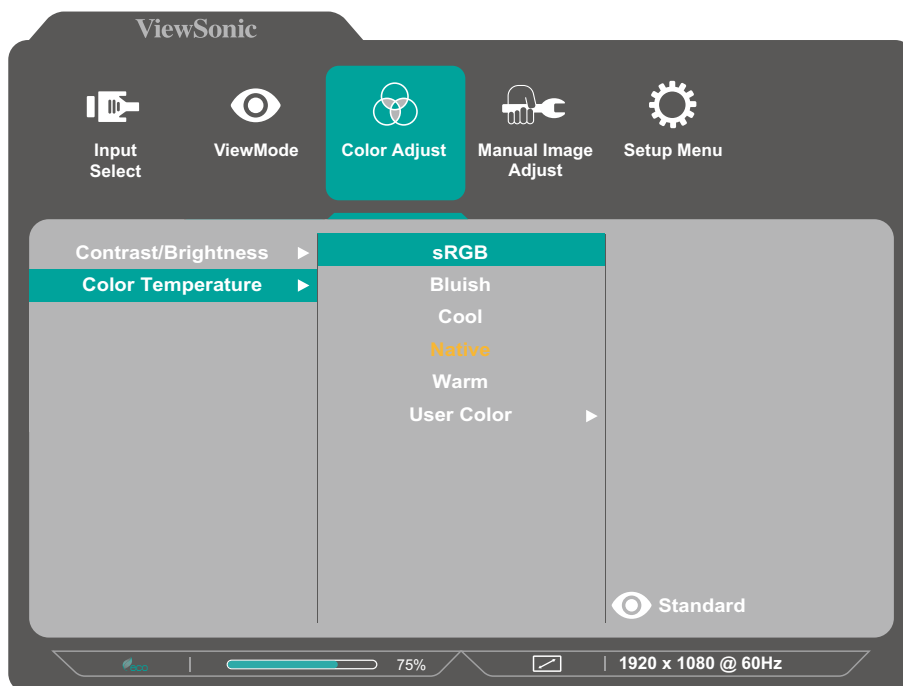 ViewSonic
Input
Select
ViewMode
Color Adjust
Manual Image
Adjust
Setup Menu
Contrast/Brightness
Color Temperature
sRGB
Bluish
Cool
Native
Warm
User Color
Standard
eco
75%
1920 x 1080 @ 60Hz